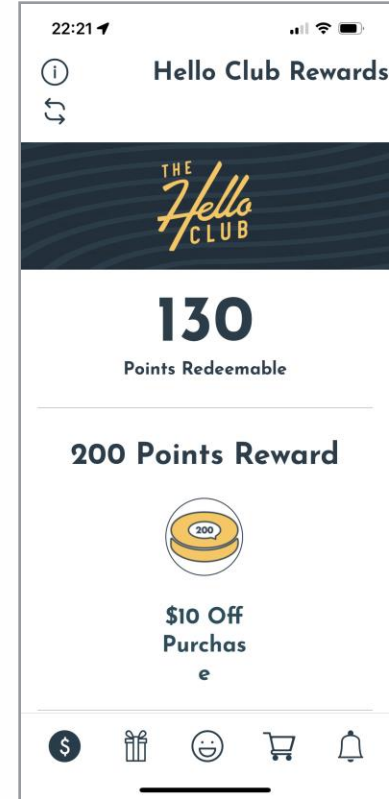 22:21
Hello Club Rewards
THE
Hello
CLUB
130
Points Redeemable
200 Points Reward
200
$10 Off
Purchas
e
$